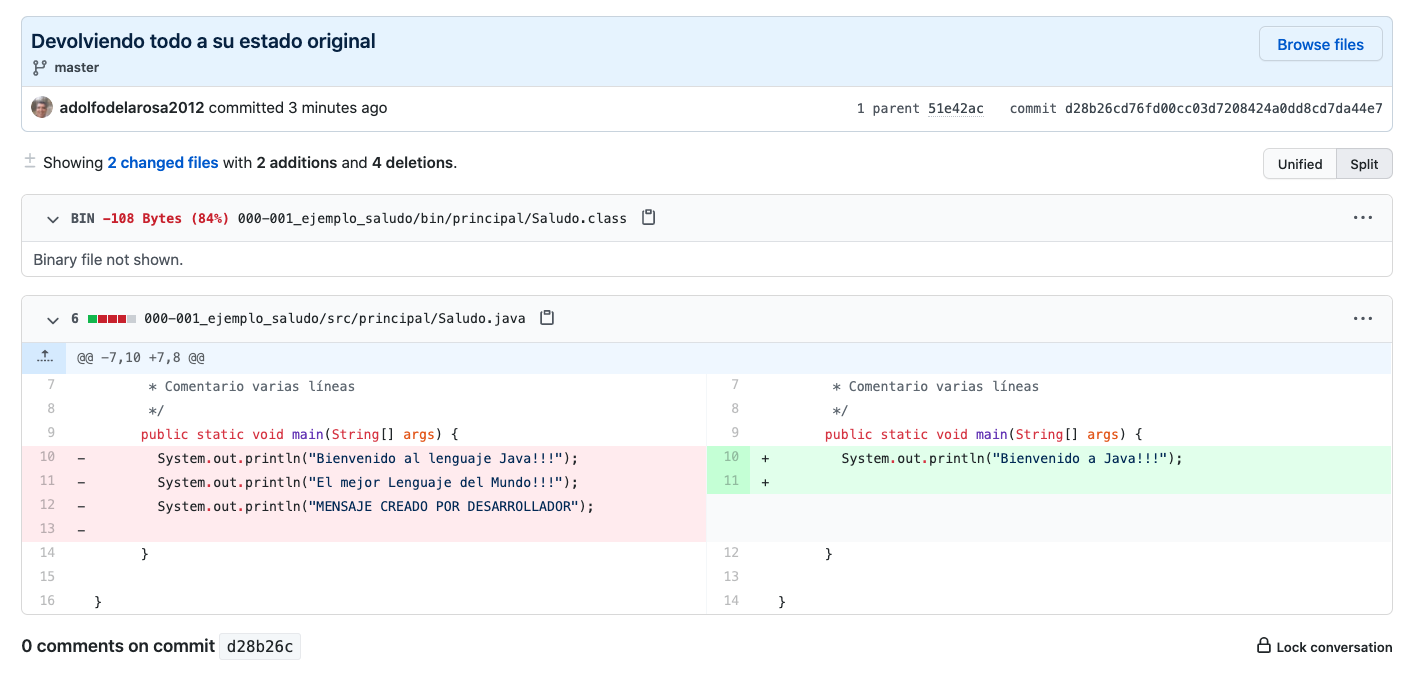 Devolviendo todo a su estado original
Browse files
master
adolfodelarosa2012 committed 3 minutes ago
1 parent 51e42ac commit d28b26cd76fd00cc03d7208424a0dd8cd7da44e7
Showing 2 changed files with 2 additions and 4 deletions.
Unified Split
BIN −108 Bytes (84%) 000-001_ejemplo_saludo/bin/principal/Saludo.class
Binary file not shown.
6 000-001_ejemplo_saludo/src/principal/Saludo.java
@@ -7,10 +7,8 @@
7 * Comentario varias líneas 7 * Comentario varias líneas
8 */ 8 */
9 public static void main(String[] args) { 9 public static void main(String[] args) {
10 - System.out.println("Bienvenido al lenguaje Java!!!"); 10 + System.out.println("Bienvenido a Java!!!");
11 - System.out.println("El mejor Lenguaje del Mundo!!!"); 11 +
12 - System.out.println("MENSAJE CREADO POR DESARROLLADOR");
13 -
14 } 12 }
15 13
16 } 14 }
0 comments on commit d28b26c
Lock conversation